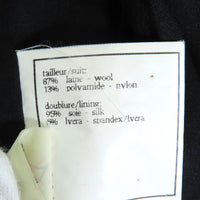 tailleur/suit:
87% laine - wool
13% polyamide - nylon
doublure/lining:
95% soie - silk
5% lycra - spandex/lycra